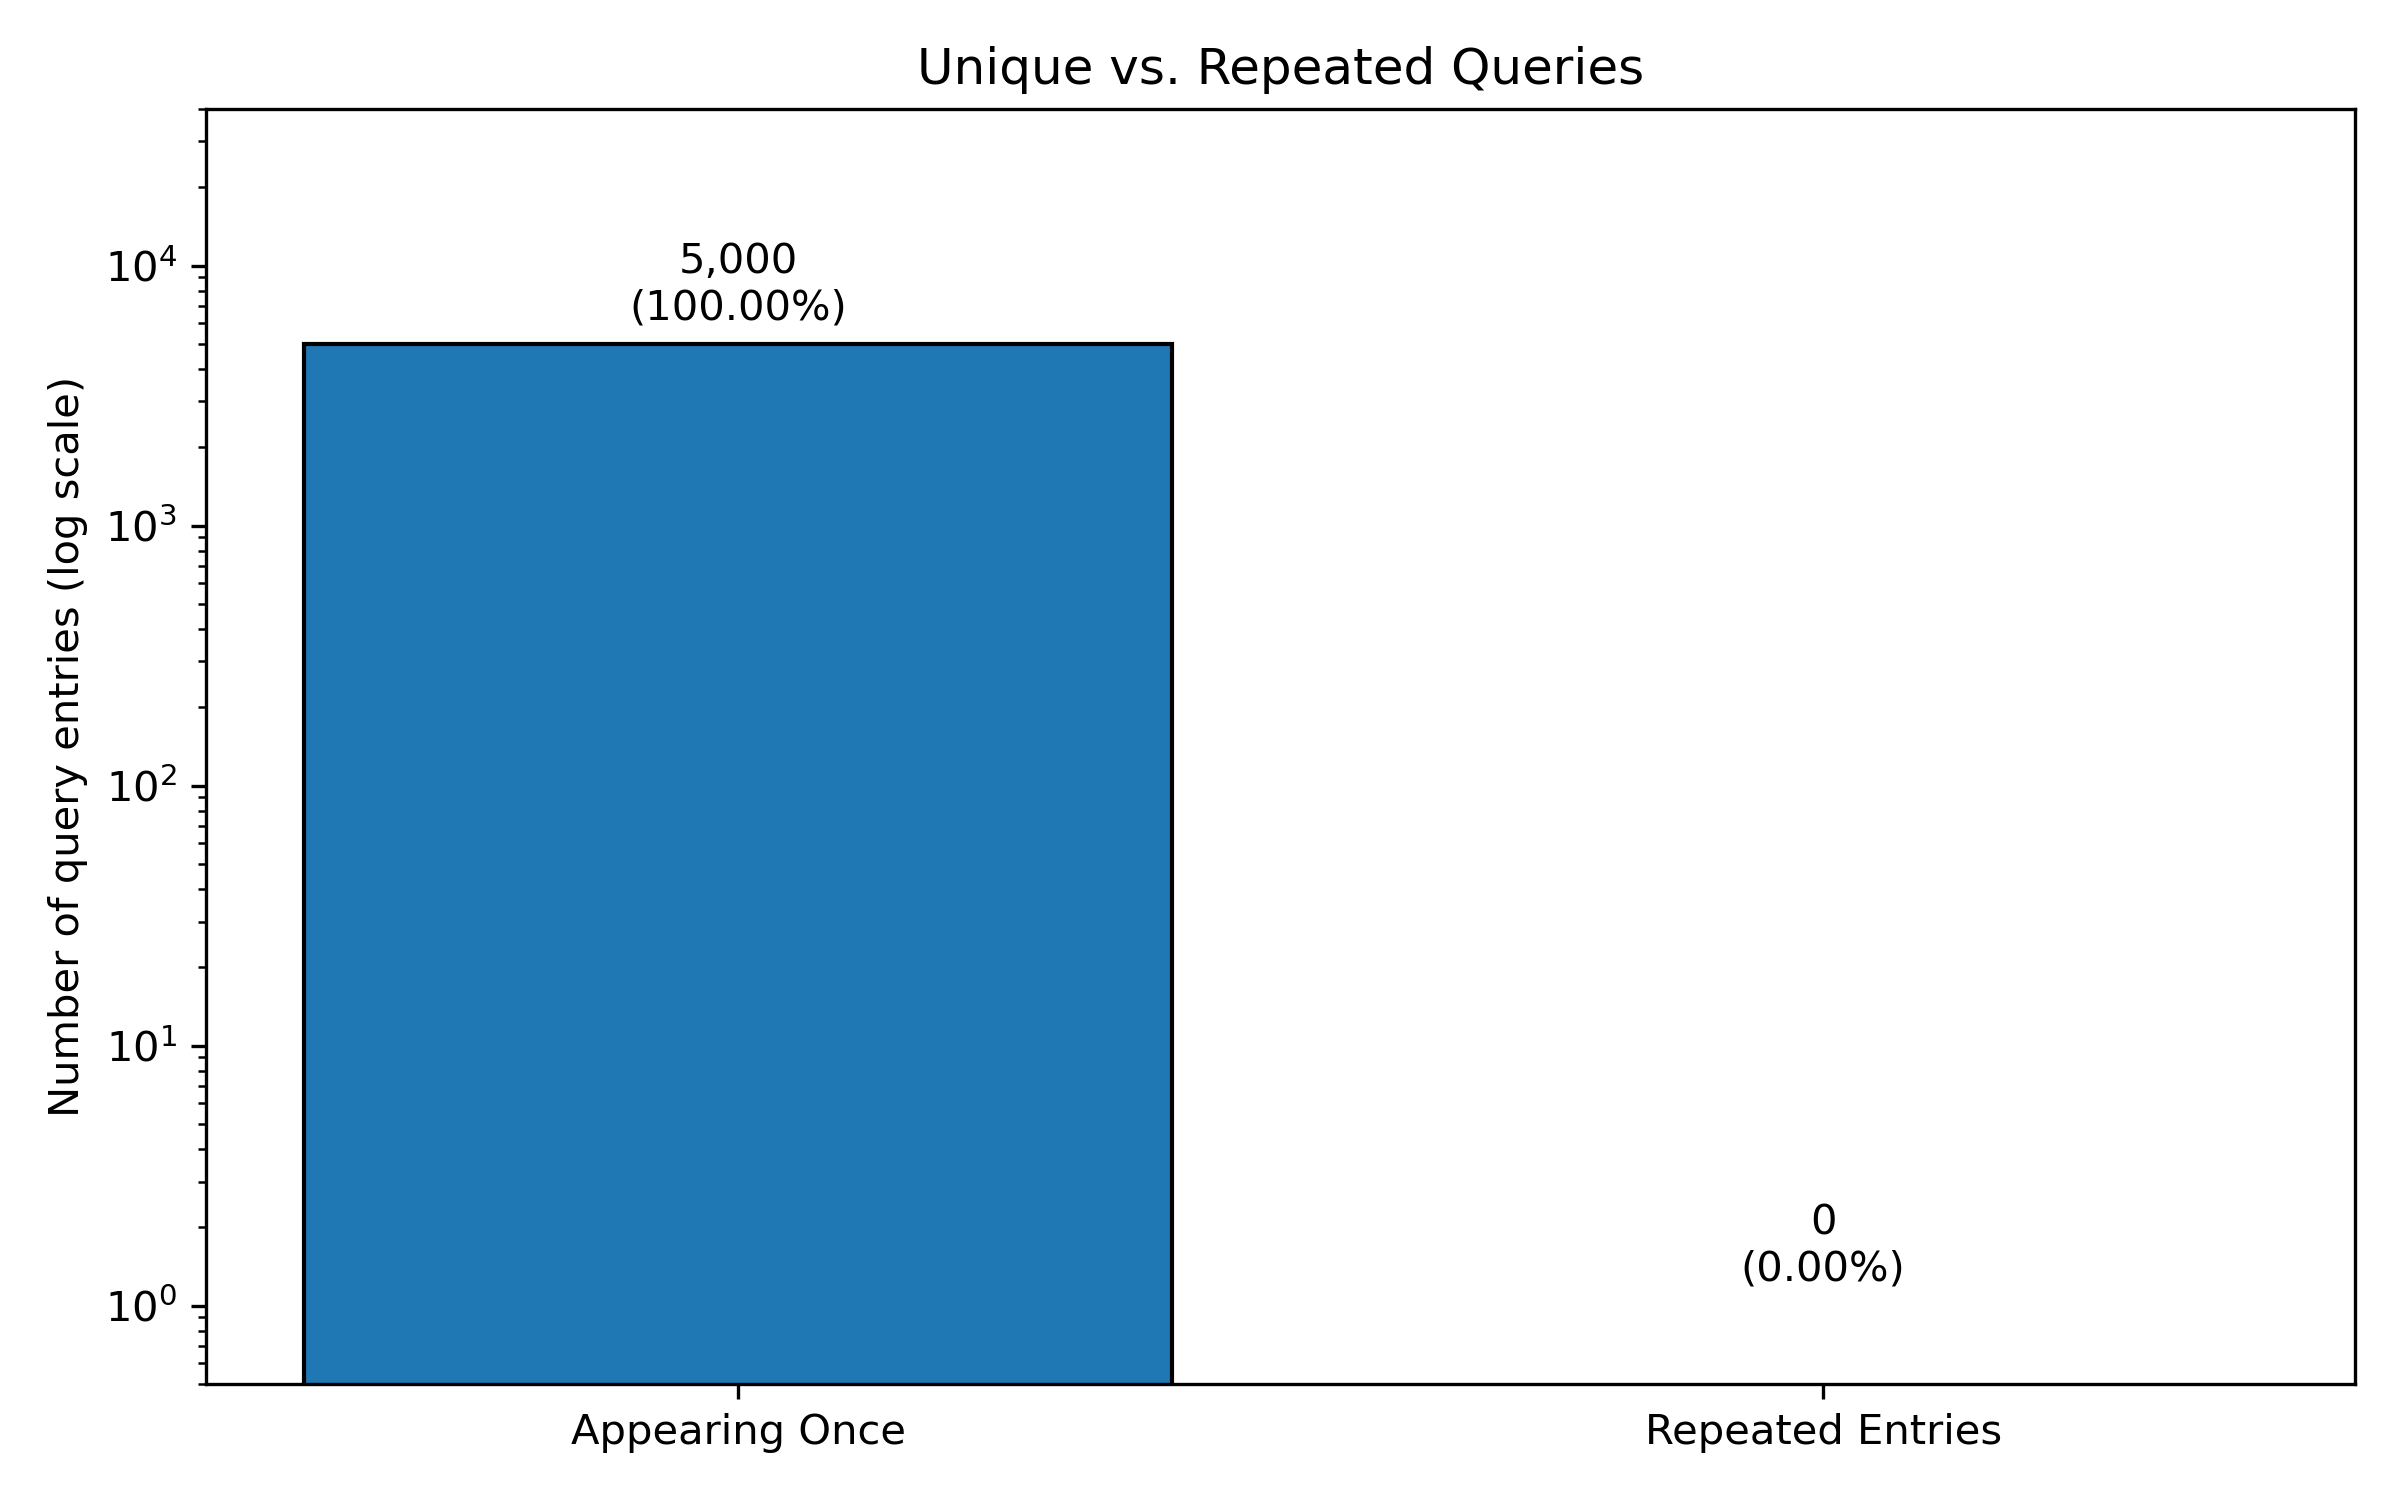 Unique vs. Repeated Queries
Number of query entries (log scale)
10⁴
10³
10²
10¹
10⁰
5,000
(100.00%)
0
(0.00%)
Appearing Once
Repeated Entries